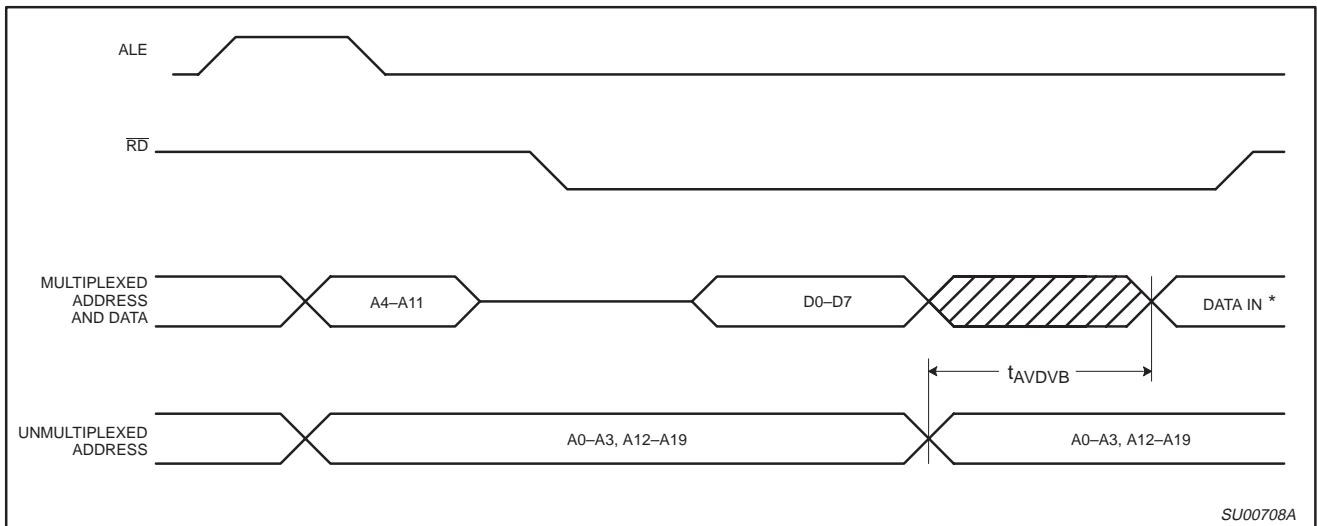 ALE
RD
MULTIPLEXED
ADDRESS
AND DATA
A4–A11
D0–D7
DATA IN *
tAVDVB
UNMULTIPLEXED
ADDRESS
A0–A3, A12–A19
A0–A3, A12–A19
SU00708A